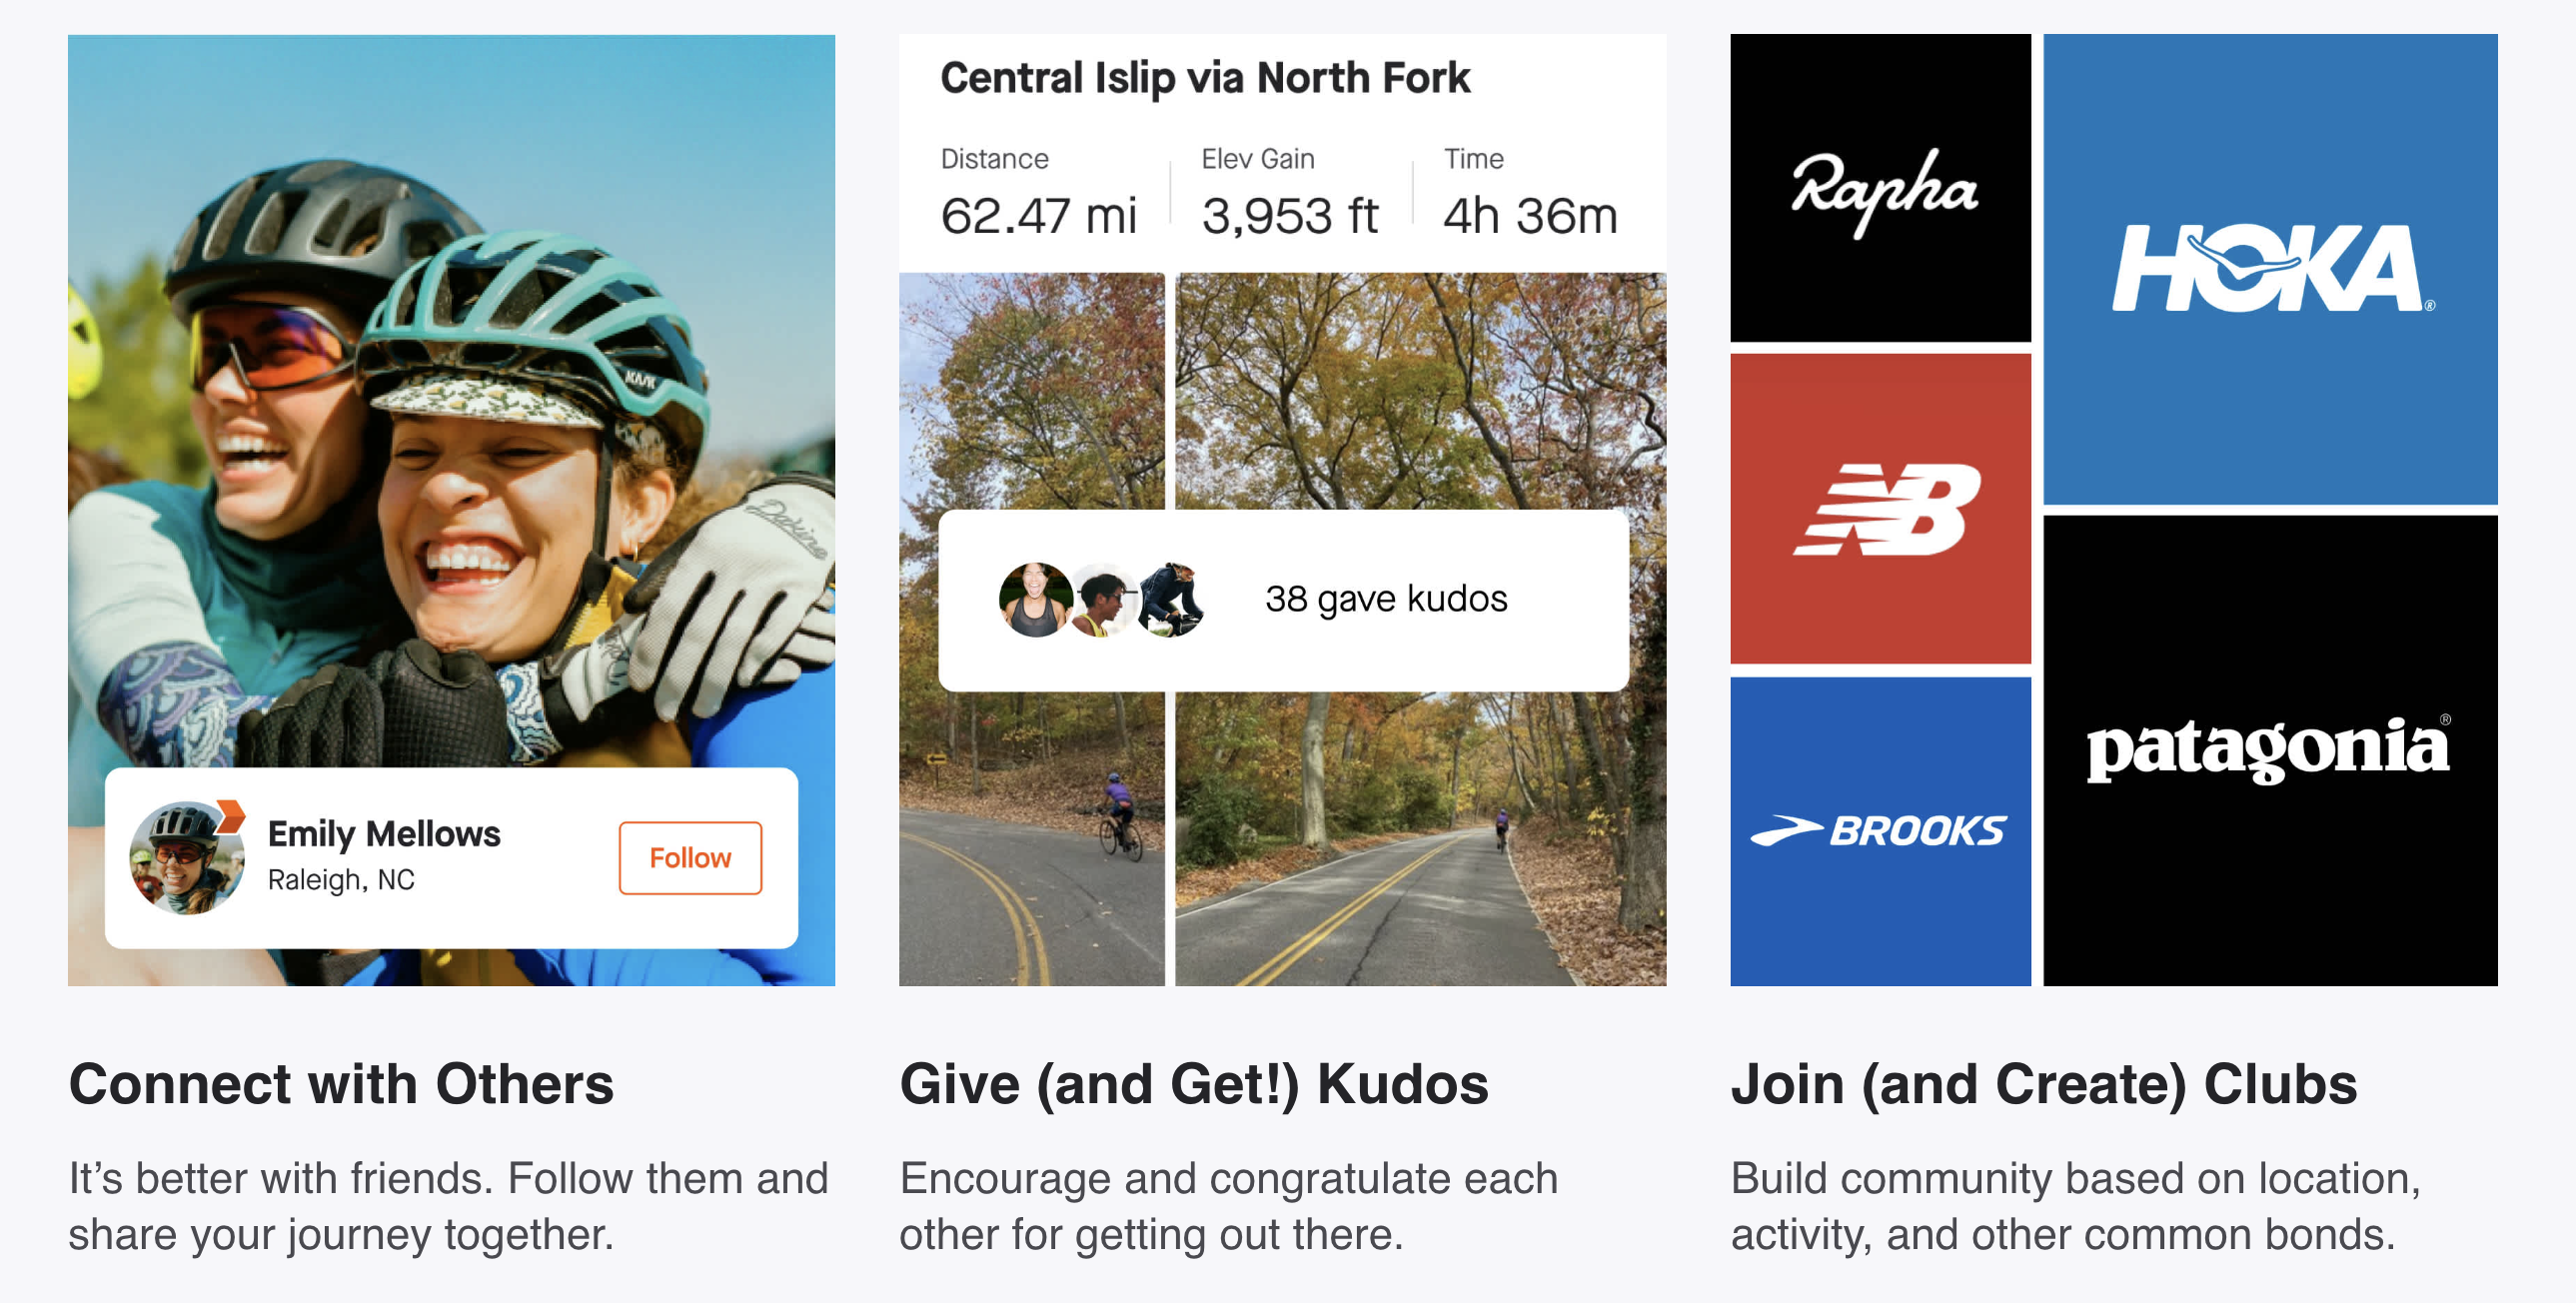 KASK
Dakine
Emily Mellows
Raleigh, NC
Follow
Connect with Others
It’s better with friends. Follow them and
share your journey together.
Central Islip via North Fork
Distance
62.47 mi
Elev Gain
3,953 ft
Time
4h 36m
38 gave kudos
Give (and Get!) Kudos
Encourage and congratulate each
other for getting out there.
Rapha
HOKA®
NB
BROOKS
patagonia®
Join (and Create) Clubs
Build community based on location,
activity, and other common bonds.